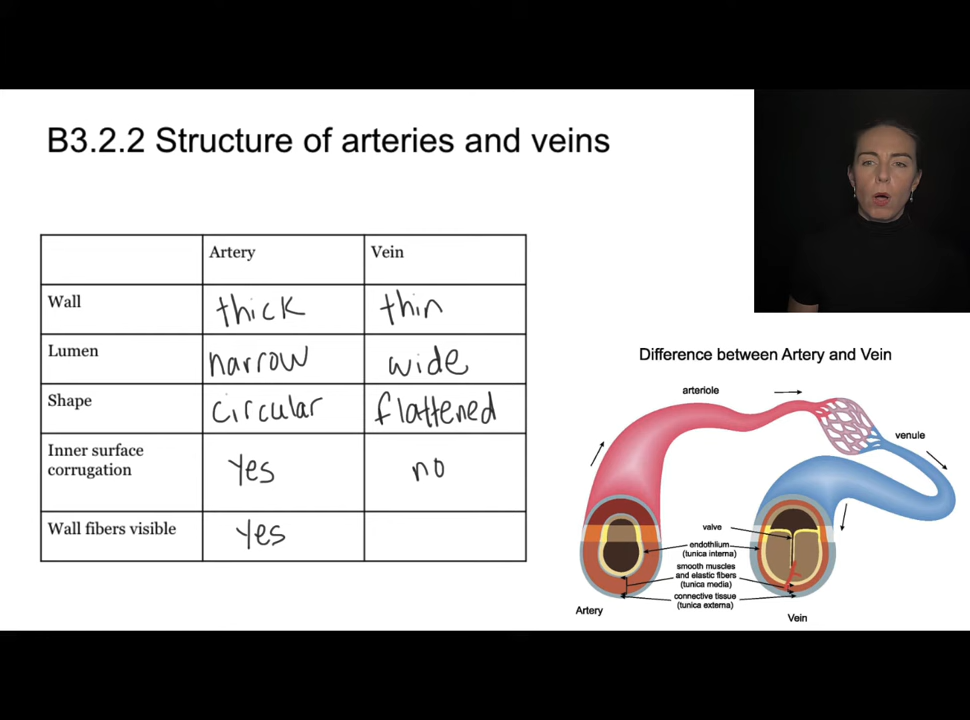 B3.2.2 Structure of arteries and veins
Artery
Vein
Wall
thick
thin
Lumen
narrow
wide
Shape
circular
flattened
Inner surface
corrugation
Yes
no
Wall fibers visible
Yes
Difference between Artery and Vein
arteriole
venule
valve
endothlium
(tunica interna)
smooth muscles
and elastic fibers
(tunica media)
connective tissue
(tunica externa)
Artery
Vein